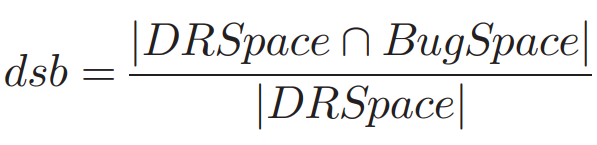 dsb = |DRSpace ∩ BugSpace| / |DRSpace|